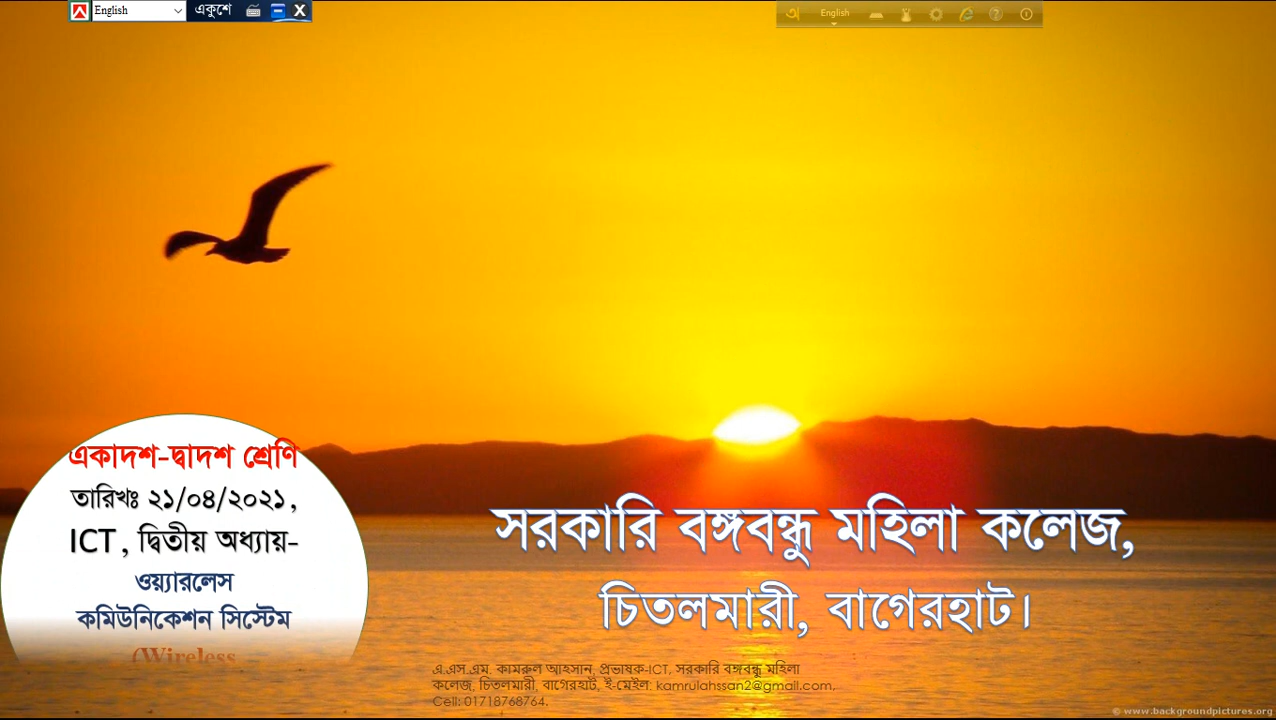 English
একুশে
অ
English
একাদশ-দ্বাদশ শ্রেণি
তারিখঃ ২১/০৪/২০২১,
ICT, দ্বিতীয় অধ্যায়-
ওয়্যারলেস
কমিউনিকেশন সিস্টেম
(Wireless
সরকারি বঙ্গবন্ধু মহিলা কলেজ,
চিতলমারী, বাগেরহাট।
এ.এস.এম. কামরুল আহসান, প্রভাষক-ICT, সরকারি বঙ্গবন্ধু মহিলা
কলেজ, চিতলমারী, বাগেরহাট, ই-মেইল: kamrulahssan2@gmail.com,
Cell: 01718768764.
© www.backgroundpictures.org